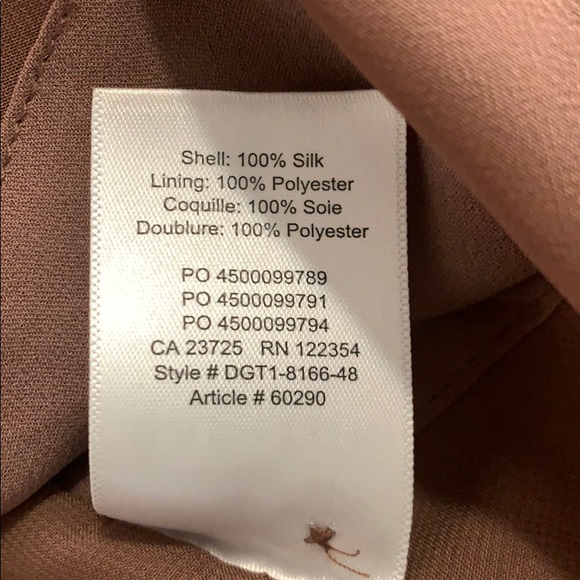 Shell: 100% Silk
Lining: 100% Polyester
Coquille: 100% Soie
Doublure: 100% Polyester
PO 4500099789
PO 4500099791
PO 4500099794
CA 23725 RN 122354
Style # DGT1-8166-48
Article # 60290